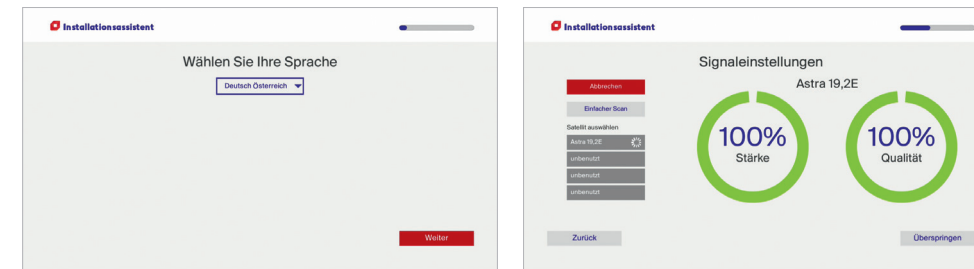 Installationsassistent
Wählen Sie Ihre Sprache
Deutsch Österreich
Weiter
Installationsassistent
Signaleinstellungen
Astra 19,2E
Abbrechen
Einfacher Scan
Satellit auswählen
Astra 19.2E
unbenutzt
unbenutzt
unbenutzt
100%
Stärke
100%
Qualität
Zurück
Überspringen